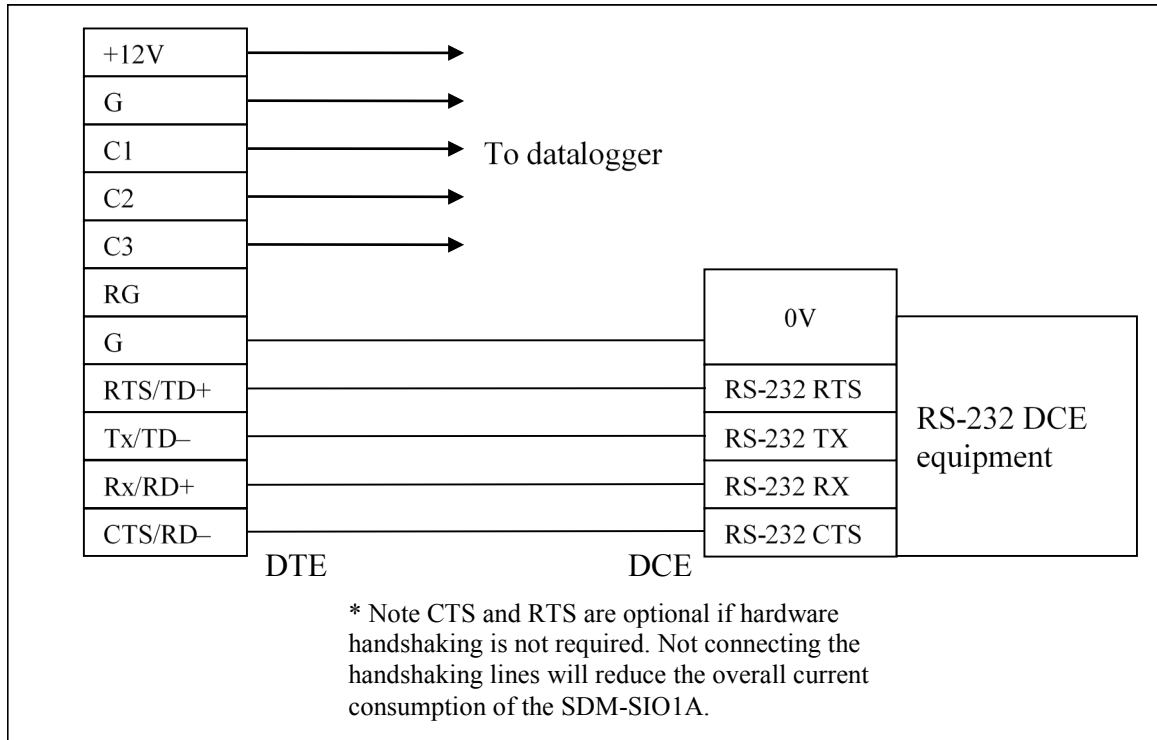 +12V
G
C1
C2
C3
RG
G
RTS/TD+
Tx/TD–
Rx/RD+
CTS/RD–
To datalogger
0V
RS-232 RTS
RS-232 TX
RS-232 RX
RS-232 CTS
RS-232 DCE
equipment
DTE
DCE
* Note CTS and RTS are optional if hardware
handshaking is not required. Not connecting the
handshaking lines will reduce the overall current
consumption of the SDM-SIO1A.